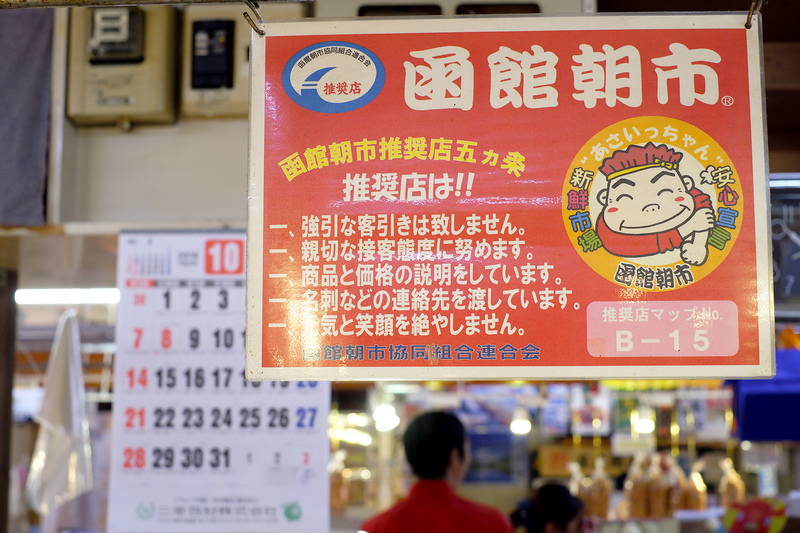 函館朝市協同組合連合会
推奨店
函館朝市®
函館朝市推奨店五ヵ条
推奨店は!!
一、強引な客引きは致しません。
一、親切な接客態度に努めます。
一、商品と価格の説明をしています。
一、名刺などの連絡先を渡しています。
一、元気と笑顔を絶やしません。
函館朝市協同組合連合会
"あさいっちゃん"
新鮮市場
安心宣言
函館朝市
推奨店マップNo.
B-15
10
30 1 2 3
7 8 9 10
14 15 16 17
21 22 23 24 25 26 27
28 29 30 31 1 2 3